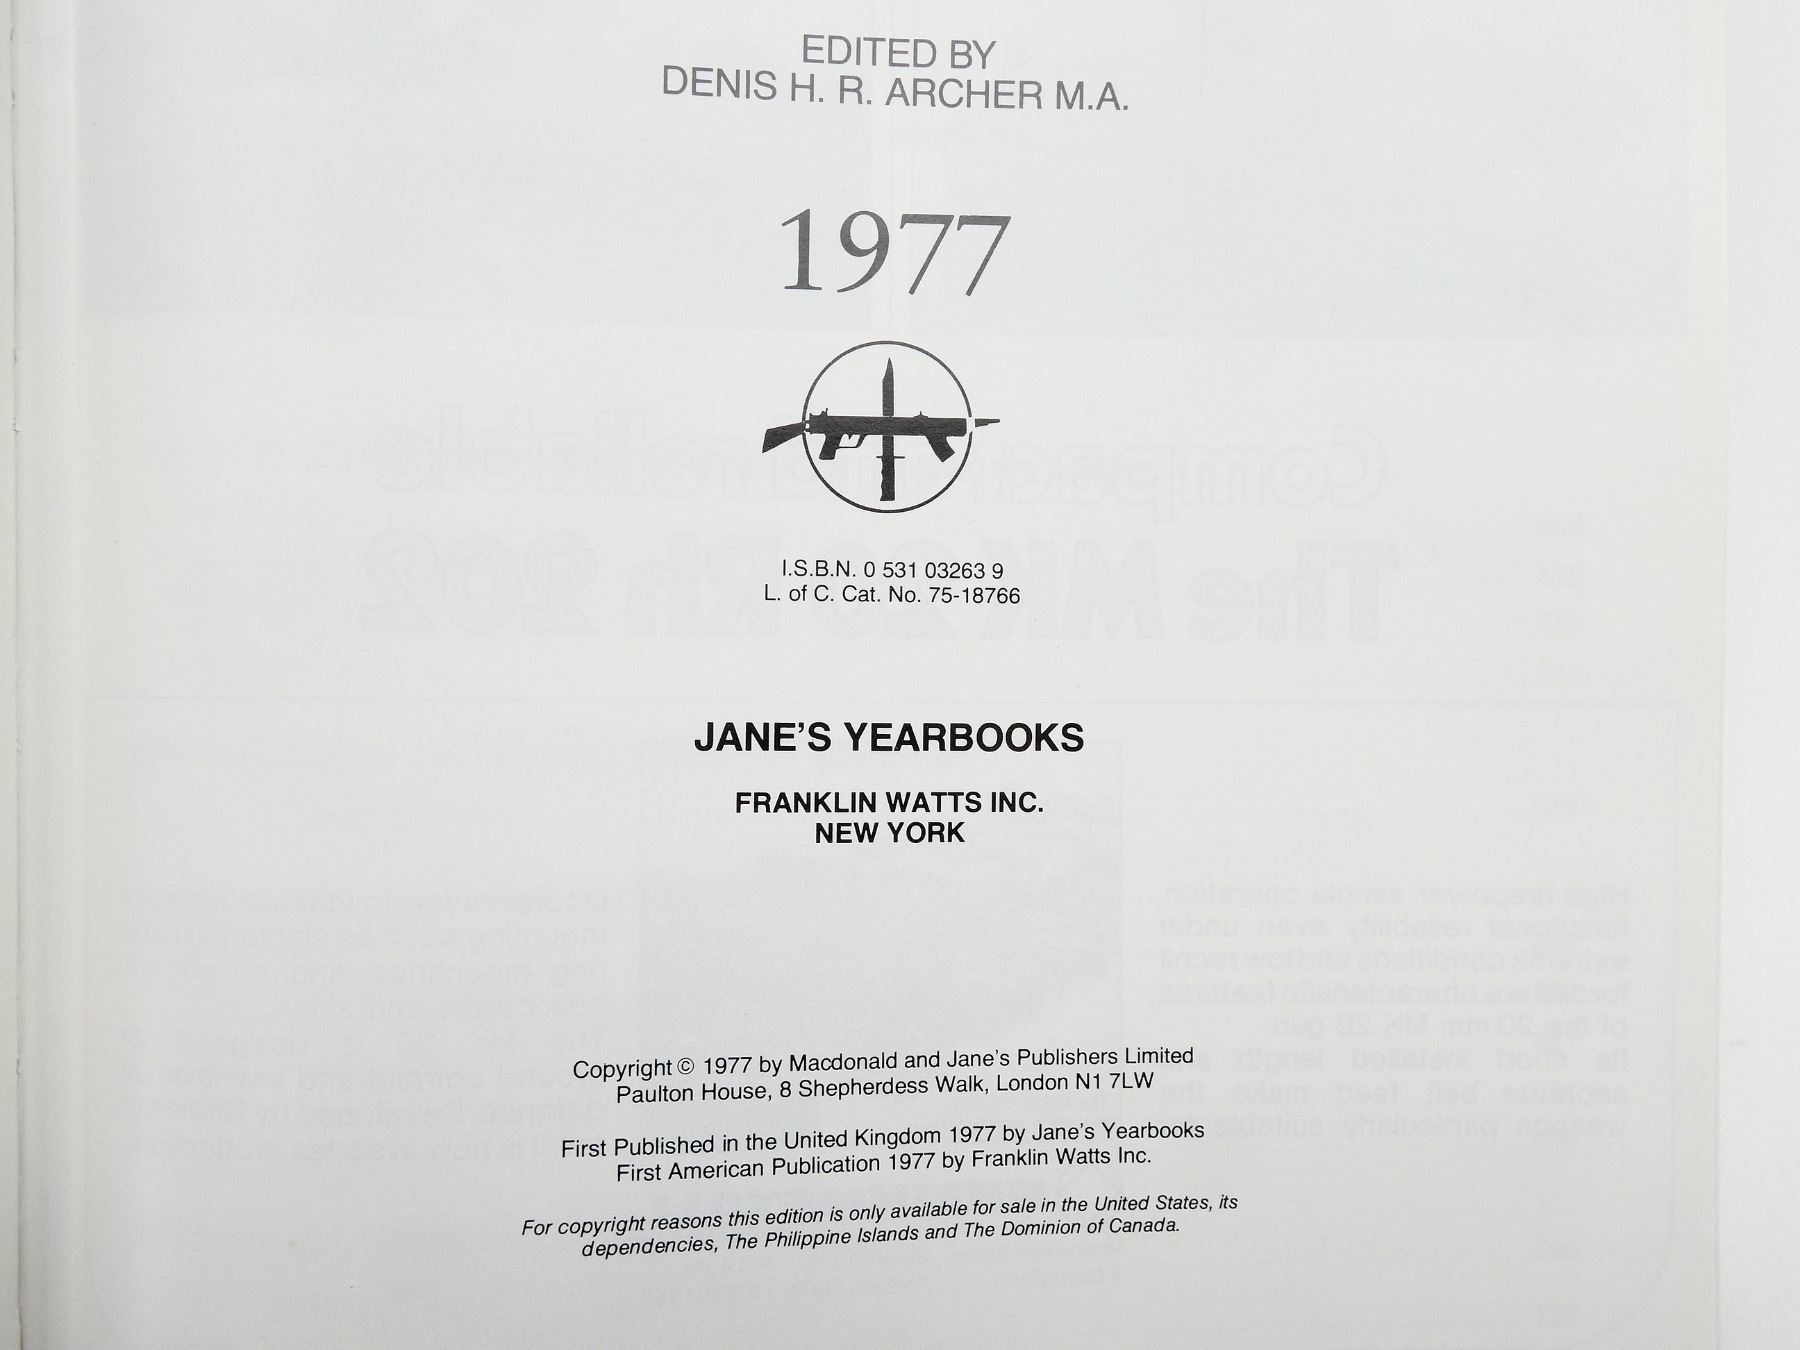 EDITED BY
DENIS H. R. ARCHER M.A.
1977
I.S.B.N. 0 531 03263 9
L. of C. Cat. No. 75-18766
JANE'S YEARBOOKS
FRANKLIN WATTS INC.
NEW YORK
Copyright © 1977 by Macdonald and Jane's Publishers Limited
Paulton House, 8 Shepherdess Walk, London N1 7LW
First Published in the United Kingdom 1977 by Jane's Yearbooks
First American Publication 1977 by Franklin Watts Inc.
For copyright reasons this edition is only available for sale in the United States, its
dependencies, The Philippine Islands and The Dominion of Canada.